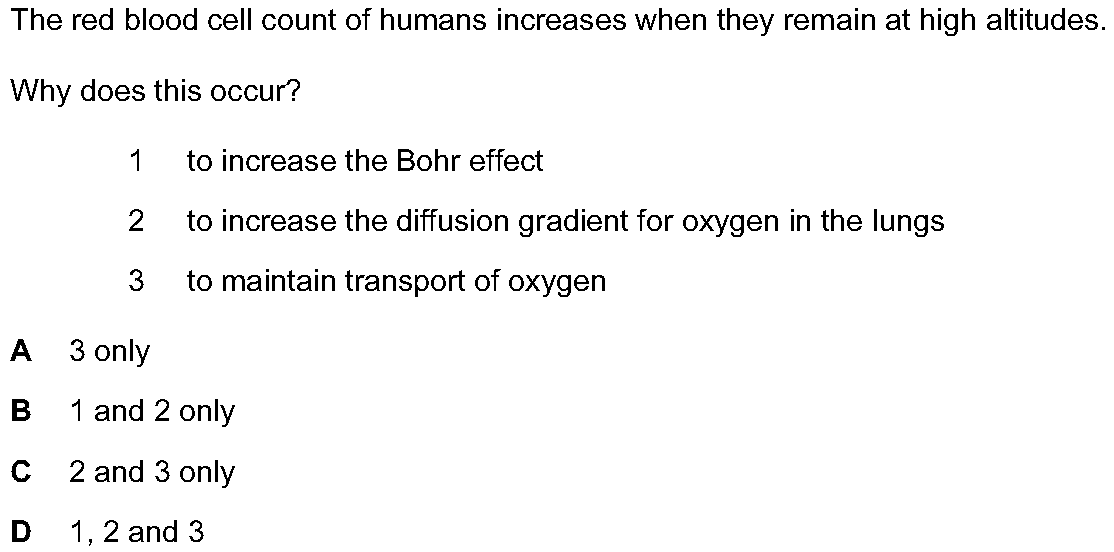 The red blood cell count of humans increases when they remain at high altitudes.
Why does this occur?
1 to increase the Bohr effect
2 to increase the diffusion gradient for oxygen in the lungs
3 to maintain transport of oxygen
A 3 only
B 1 and 2 only
C 2 and 3 only
D 1, 2 and 3